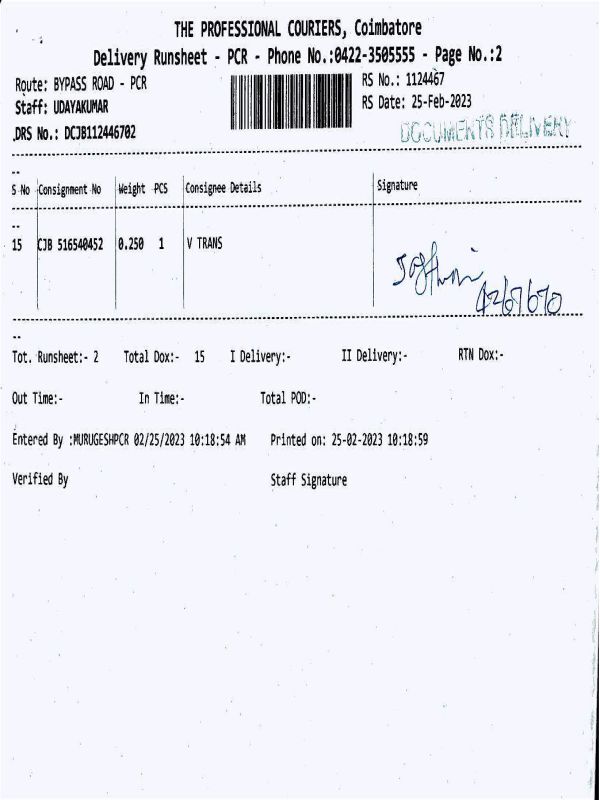 THE PROFESSIONAL COURIERS, Coimbatore
Delivery Runsheet - PCR - Phone No.:0422-3505555 - Page No.:2
Route: BYPASS ROAD - PCR
RS No.: 1124467
Staff: UDAYAKUMAR
RS Date: 25-Feb-2023
DRS No.: DCJB112446702
DOCUMENTS DELIVERY
S No Consignment No Weight PCS Consignee Details Signature
15 CJB 516540452 0.250 1 V TRANS
Tot. Runsheet:- 2 Total Dox:- 15 I Delivery:- II Delivery:- RTN Dox:-
Out Time:- In Time:- Total POD:-
Entered By :MURUGESHPCR 02/25/2023 10:18:54 AM Printed on: 25-02-2023 10:18:59
Verified By Staff Signature